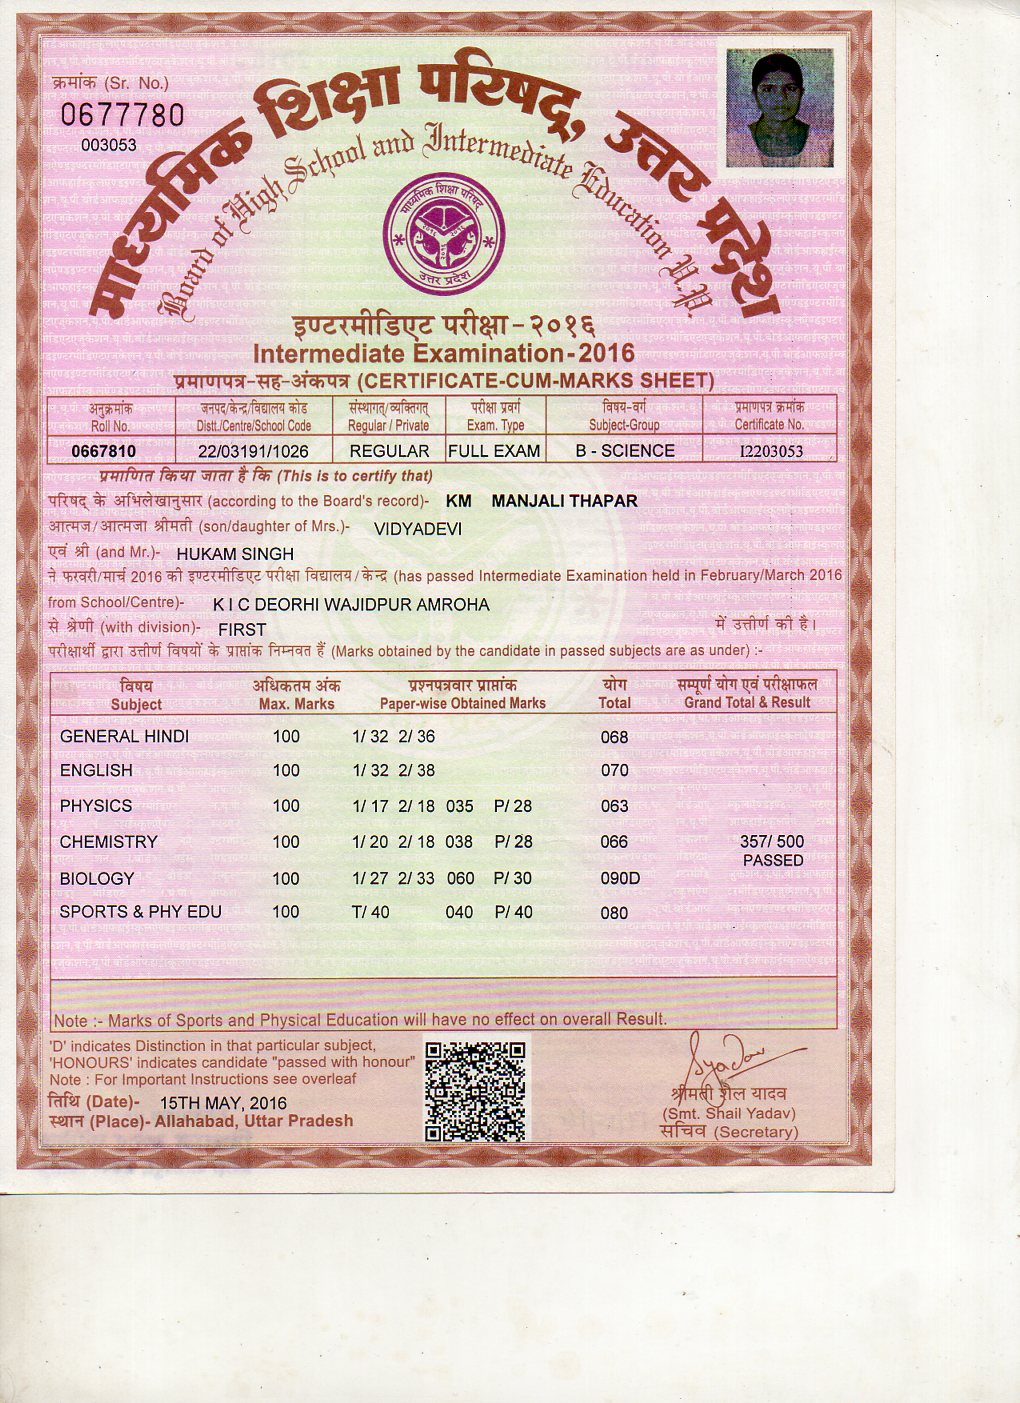 क्रमांक (Sr. No.)
0677780
003053
माध्यमिक शिक्षा परिषद्, उत्तर प्रदेश
Board of High School and Intermediate Education U.P.
माध्यमिक शिक्षा परिषद्
उत्तर प्रदेश
इण्टरमीडिएट परीक्षा - २०१६
Intermediate Examination - 2016
प्रमाणपत्र-सह-अंकपत्र (CERTIFICATE-CUM-MARKS SHEET)
अनुक्रमांक जनपद/केन्द्र/विद्यालय कोड संस्थागत्/व्यक्तिगत् परीक्षा प्रवर्ग विषय-वर्ग प्रमाणपत्र क्रमांक
Roll No. Distt./Centre/School Code Regular / Private Exam. Type Subject-Group Certificate No.
0667810 22/03191/1026 REGULAR FULL EXAM B - SCIENCE I2203053
प्रमाणित किया जाता है कि (This is to certify that)
परिषद् के अभिलेखानुसार (according to the Board's record)- KM MANJALI THAPAR
आत्मज/आत्मजा श्रीमती (son/daughter of Mrs.)- VIDYADEVI
एवं श्री (and Mr.)- HUKAM SINGH
ने फरवरी/मार्च 2016 की इण्टरमीडिएट परीक्षा विद्यालय/केन्द्र (has passed Intermediate Examination held in February/March 2016
from School/Centre)- K I C DEORHI WAJIDPUR AMROHA
से श्रेणी (with division)- FIRST में उत्तीर्ण की है।
परीक्षार्थी द्वारा उत्तीर्ण विषयों के प्राप्तांक निम्नवत हैं (Marks obtained by the candidate in passed subjects are as under) :-
विषय अधिकतम अंक प्रश्नपत्रवार प्राप्तांक योग सम्पूर्ण योग एवं परीक्षाफल
Subject Max. Marks Paper-wise Obtained Marks Total Grand Total & Result
GENERAL HINDI 100 1/ 32 2/ 36 068
ENGLISH 100 1/ 32 2/ 38 070
PHYSICS 100 1/ 17 2/ 18 035 P/ 28 063
CHEMISTRY 100 1/ 20 2/ 18 038 P/ 28 066 357/ 500
PASSED
BIOLOGY 100 1/ 27 2/ 33 060 P/ 30 090D
SPORTS & PHY EDU 100 T/ 40 040 P/ 40 080
Note :- Marks of Sports and Physical Education will have no effect on overall Result.
'D' indicates Distinction in that particular subject,
'HONOURS' indicates candidate "passed with honour"
Note : For Important Instructions see overleaf
तिथि (Date)- 15TH MAY, 2016
स्थान (Place)- Allahabad, Uttar Pradesh
Syadav
श्रीमती शैल यादव
(Smt. Shail Yadav)
सचिव (Secretary)